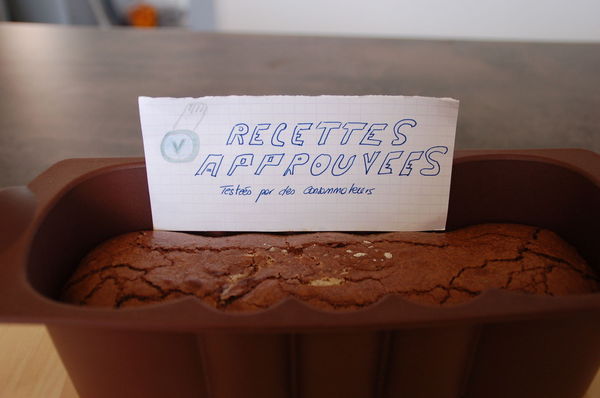 RECETTES
APPROUVEES
Testées par des consommateurs